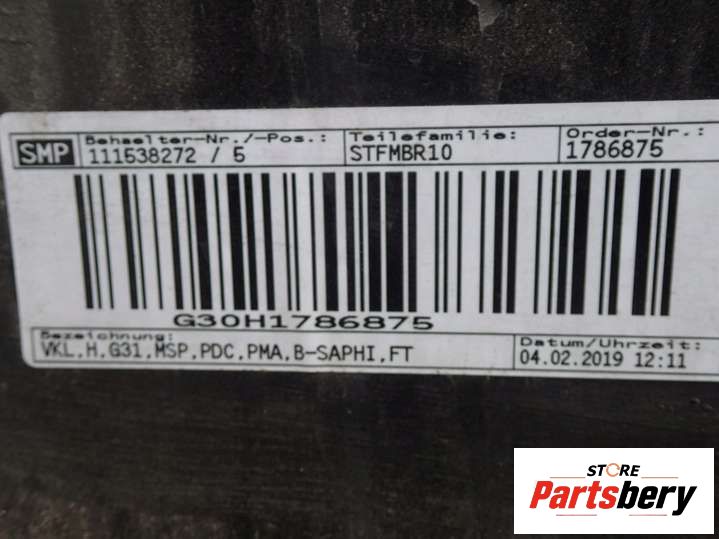 SMP
Behaelter-Nr./-Pos.: Teilefamilie: Order-Nr.:
111538272 / 5 STFMBR10 1786875
G30H1786875
Bezeichnung: Datum/Uhrzeit:
VKL.H.G31.MSP.PDC.PMA.B-SAPHI.FT 04.02.2019 12:11
STORE
Partsbery